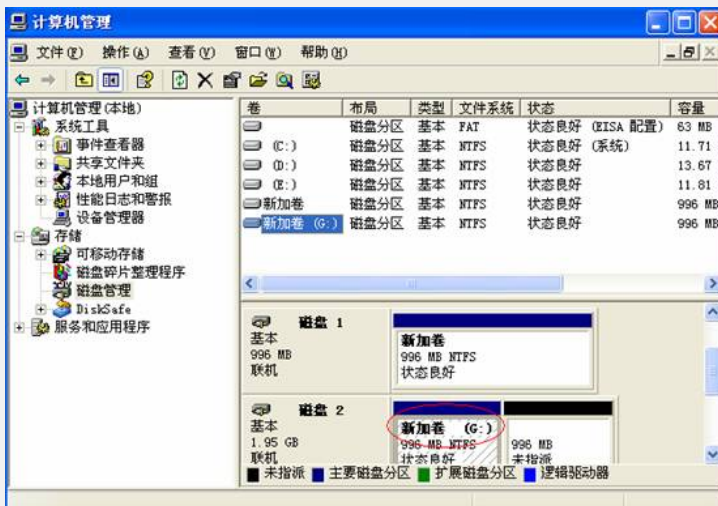 计算机管理
文件(F) 操作(A) 查看(V) 窗口(W) 帮助(H)
计算机管理(本地)
系统工具
事件查看器
共享文件夹
本地用户和组
性能日志和警报
设备管理器
存储
可移动存储
磁盘碎片整理程序
磁盘管理
DiskSafe
服务和应用程序
卷 布局 类型 文件系统 状态 容量
磁盘分区 基本 FAT 状态良好 (EISA 配置) 63 MB
(C:) 磁盘分区 基本 NTFS 状态良好 (系统) 11.71
(D:) 磁盘分区 基本 NTFS 状态良好 13.67
(E:) 磁盘分区 基本 NTFS 状态良好 11.81
新加卷 磁盘分区 基本 NTFS 状态良好 996 MB
新加卷 (G:) 磁盘分区 基本 NTFS 状态良好 996 MB
磁盘 1
基本
996 MB
联机
新加卷
996 MB NTFS
状态良好
磁盘 2
基本
1.95 GB
联机
新加卷 (G:)
996 MB NTFS
状态良好
996 MB
未指派
未指派 主要磁盘分区 扩展磁盘分区 逻辑驱动器